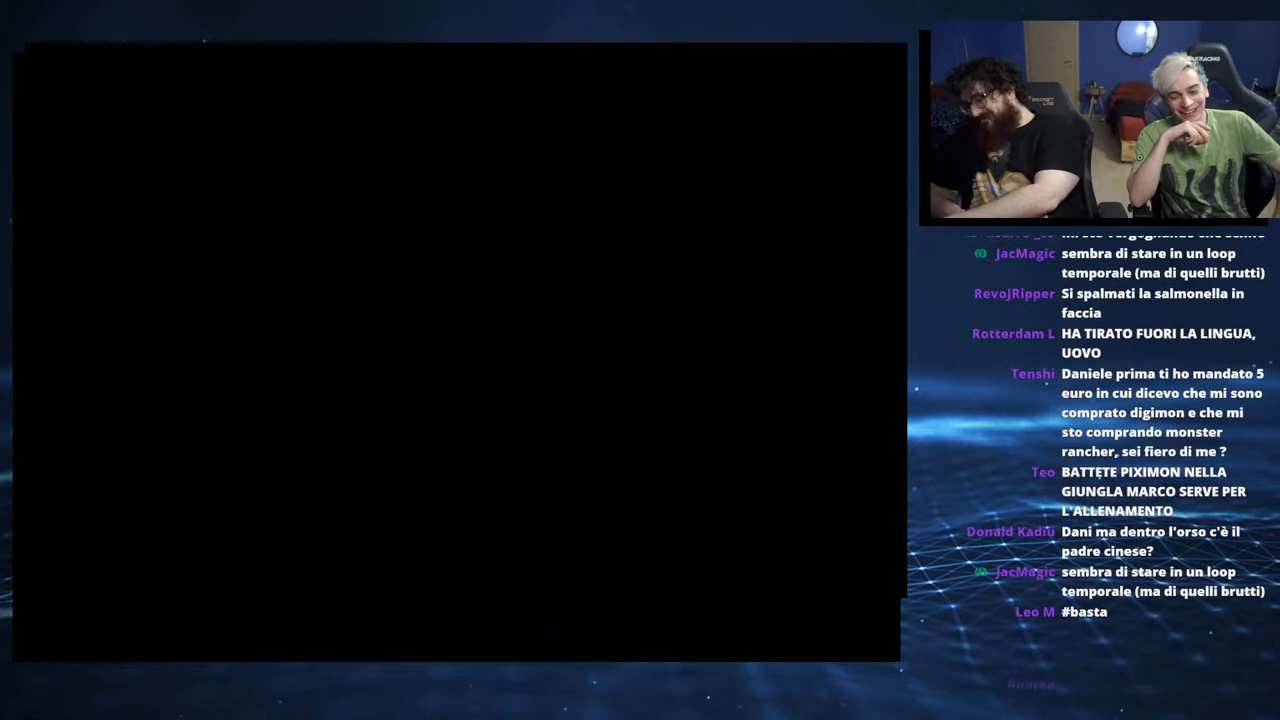 JacMagic sembra di stare in un loop
temporale (ma di quelli brutti)
RevoJRipper Si spalmati la salmonella in
faccia
Rotterdam L HA TIRATO FUORI LA LINGUA,
UOVO
Tenshi Daniele prima ti ho mandato 5
euro in cui dicevo che mi sono
comprato digimon e che mi
sto comprando monster
rancher, sei fiero di me ?
Teo BATTETE PIXIMON NELLA
GIUNGLA MARCO SERVE PER
L'ALLENAMENTO
Donald Kadiu Dani ma dentro l'orso c'è il
padre cinese?
JacMagic sembra di stare in un loop
temporale (ma di quelli brutti)
Leo M #basta